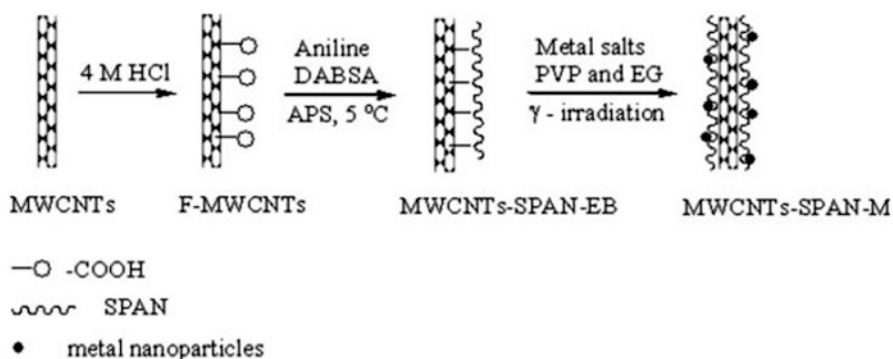 4 M HCl
Aniline
DABSA
APS, 5 °C
Metal salts
PVP and EG
γ - irradiation
MWCNTs
F-MWCNTs
MWCNTs-SPAN-EB
MWCNTs-SPAN-M
-COOH
SPAN
metal nanoparticles